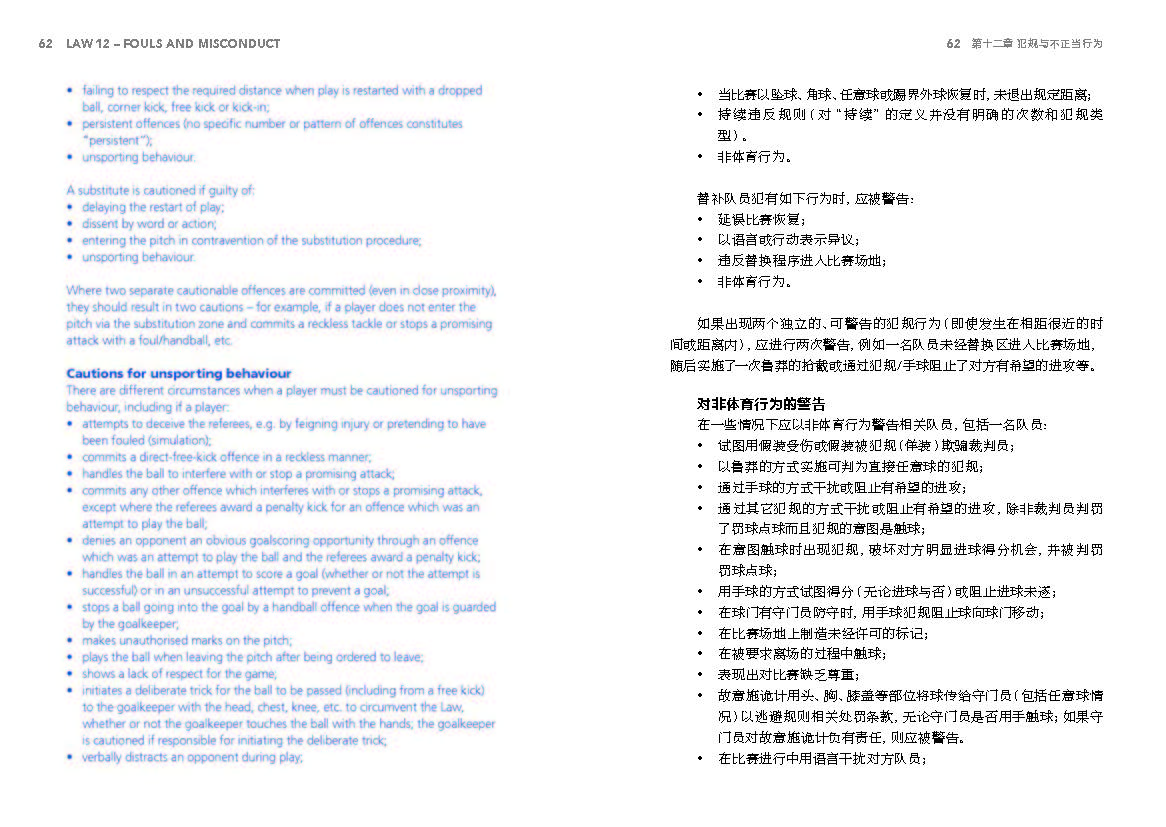 62 LAW 12 – FOULS AND MISCONDUCT
• failing to respect the required distance when play is restarted with a dropped
ball, corner kick, free kick or kick-in;
• persistent offences (no specific number or pattern of offences constitutes
“persistent”);
• unsporting behaviour.
A substitute is cautioned if guilty of:
• delaying the restart of play;
• dissent by word or action;
• entering the pitch in contravention of the substitution procedure;
• unsporting behaviour.
Where two separate cautionable offences are committed (even in close proximity),
they should result in two cautions – for example, if a player does not enter the
pitch via the substitution zone and commits a reckless tackle or stops a promising
attack with a foul/handball, etc.
Cautions for unsporting behaviour
There are different circumstances when a player must be cautioned for unsporting
behaviour, including if a player:
• attempts to deceive the referees, e.g. by feigning injury or pretending to have
been fouled (simulation);
• commits a direct-free-kick offence in a reckless manner;
• handles the ball to interfere with or stop a promising attack;
• commits any other offence which interferes with or stops a promising attack,
except where the referees award a penalty kick for an offence which was an
attempt to play the ball;
• denies an opponent an obvious goalscoring opportunity through an offence
which was an attempt to play the ball and the referees award a penalty kick;
• handles the ball in an attempt to score a goal (whether or not the attempt is
successful) or in an unsuccessful attempt to prevent a goal;
• stops a ball going into the goal by a handball offence when the goal is guarded
by the goalkeeper;
• makes unauthorised marks on the pitch;
• plays the ball when leaving the pitch after being ordered to leave;
• shows a lack of respect for the game;
• initiates a deliberate trick for the ball to be passed (including from a free kick)
to the goalkeeper with the head, chest, knee, etc. to circumvent the Law,
whether or not the goalkeeper touches the ball with the hands; the goalkeeper
is cautioned if responsible for initiating the deliberate trick;
• verbally distracts an opponent during play;
62 第十二章 犯规与不正当行为
• 当比赛以坠球、角球、任意球或踢界外球恢复时，未退出规定距离；
• 持续违反规则（对“持续”的定义并没有明确的次数和犯规类
型）。
• 非体育行为。
替补队员犯有如下行为时，应被警告：
• 延误比赛恢复；
• 以语言或行动表示异议；
• 违反替换程序进入比赛场地；
• 非体育行为。
如果出现两个独立的、可警告的犯规行为（即使发生在相距很近的时
间或距离内），应进行两次警告，例如一名队员未经替换区进入比赛场地，
随后实施了一次鲁莽的抢截或通过犯规/手球阻止了对方有希望的进攻等。
对非体育行为的警告
在一些情况下应以非体育行为警告相关队员，包括一名队员：
• 试图用假装受伤或假装被犯规（佯装）欺骗裁判员；
• 以鲁莽的方式实施可判为直接任意球的犯规；
• 通过手球的方式干扰或阻止有希望的进攻；
• 通过其它犯规的方式干扰或阻止有希望的进攻，除非裁判员判罚
了罚球点球而且犯规的意图是触球；
• 在意图触球时出现犯规，破坏对方明显进球得分机会，并被判罚
罚球点球；
• 用手球的方式试图得分（无论进球与否）或阻止进球未遂；
• 在球门有守门员防守时，用手球犯规阻止球向球门移动；
• 在比赛场地上制造未经许可的标记；
• 在被要求离场的过程中触球；
• 表现出对比赛缺乏尊重；
• 故意施诡计用头、胸、膝盖等部位将球传给守门员（包括任意球情
况）以逃避规则相关处罚条款，无论守门员是否用手触球；如果守
门员对故意施诡计负有责任，则应被警告。
• 在比赛进行中用语言干扰对方队员；